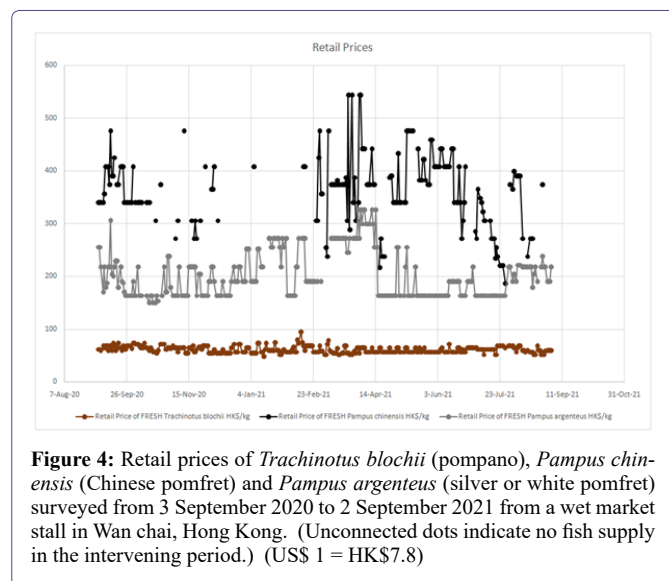 Retail Prices
600
500
400
300
200
100
0
7-Aug-20 26-Sep-20 15-Nov-20 4-Jan-21 23-Feb-21 14-Apr-21 3-Jun-21 23-Jul-21 11-Sep-21 31-Oct-21
Retail Price of FRESH Trachinotus blochii HK$/kg Retail Price of FRESH Pampus chinensis HK$/kg Retail Price of FRESH Pampus argenteus HK$/kg
Figure 4: Retail prices of Trachinotus blochii (pompano), Pampus chin-
ensis (Chinese pomfret) and Pampus argenteus (silver or white pomfret)
surveyed from 3 September 2020 to 2 September 2021 from a wet market
stall in Wan chai, Hong Kong. (Unconnected dots indicate no fish supply
in the intervening period.) (US$ 1 = HK$7.8)